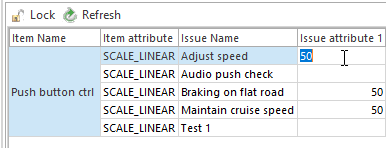 Lock Refresh
Item Name Item attribute Issue Name Issue attribute 1
SCALE_LINEAR Adjust speed 50
SCALE_LINEAR Audio push check
Push button ctrl SCALE_LINEAR Braking on flat road 50
SCALE_LINEAR Maintain cruise speed 50
SCALE_LINEAR Test 1